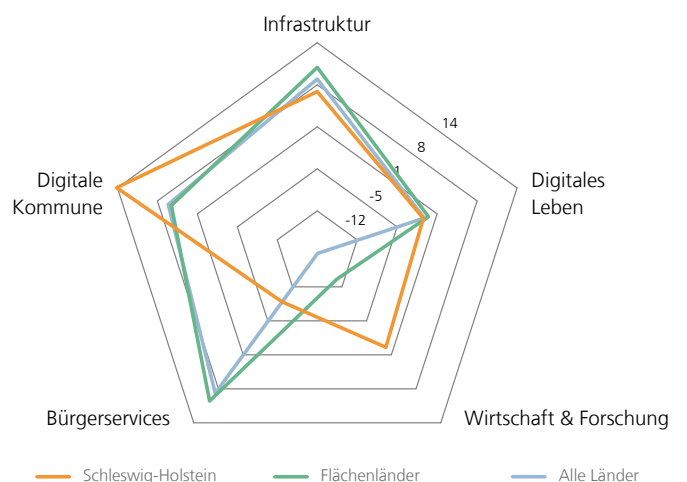 Infrastruktur
14
8
1
-5
-12
Digitales
Leben
Digitale
Kommune
Bürgerservices
Wirtschaft & Forschung
Schleswig-Holstein
Flächenländer
Alle Länder